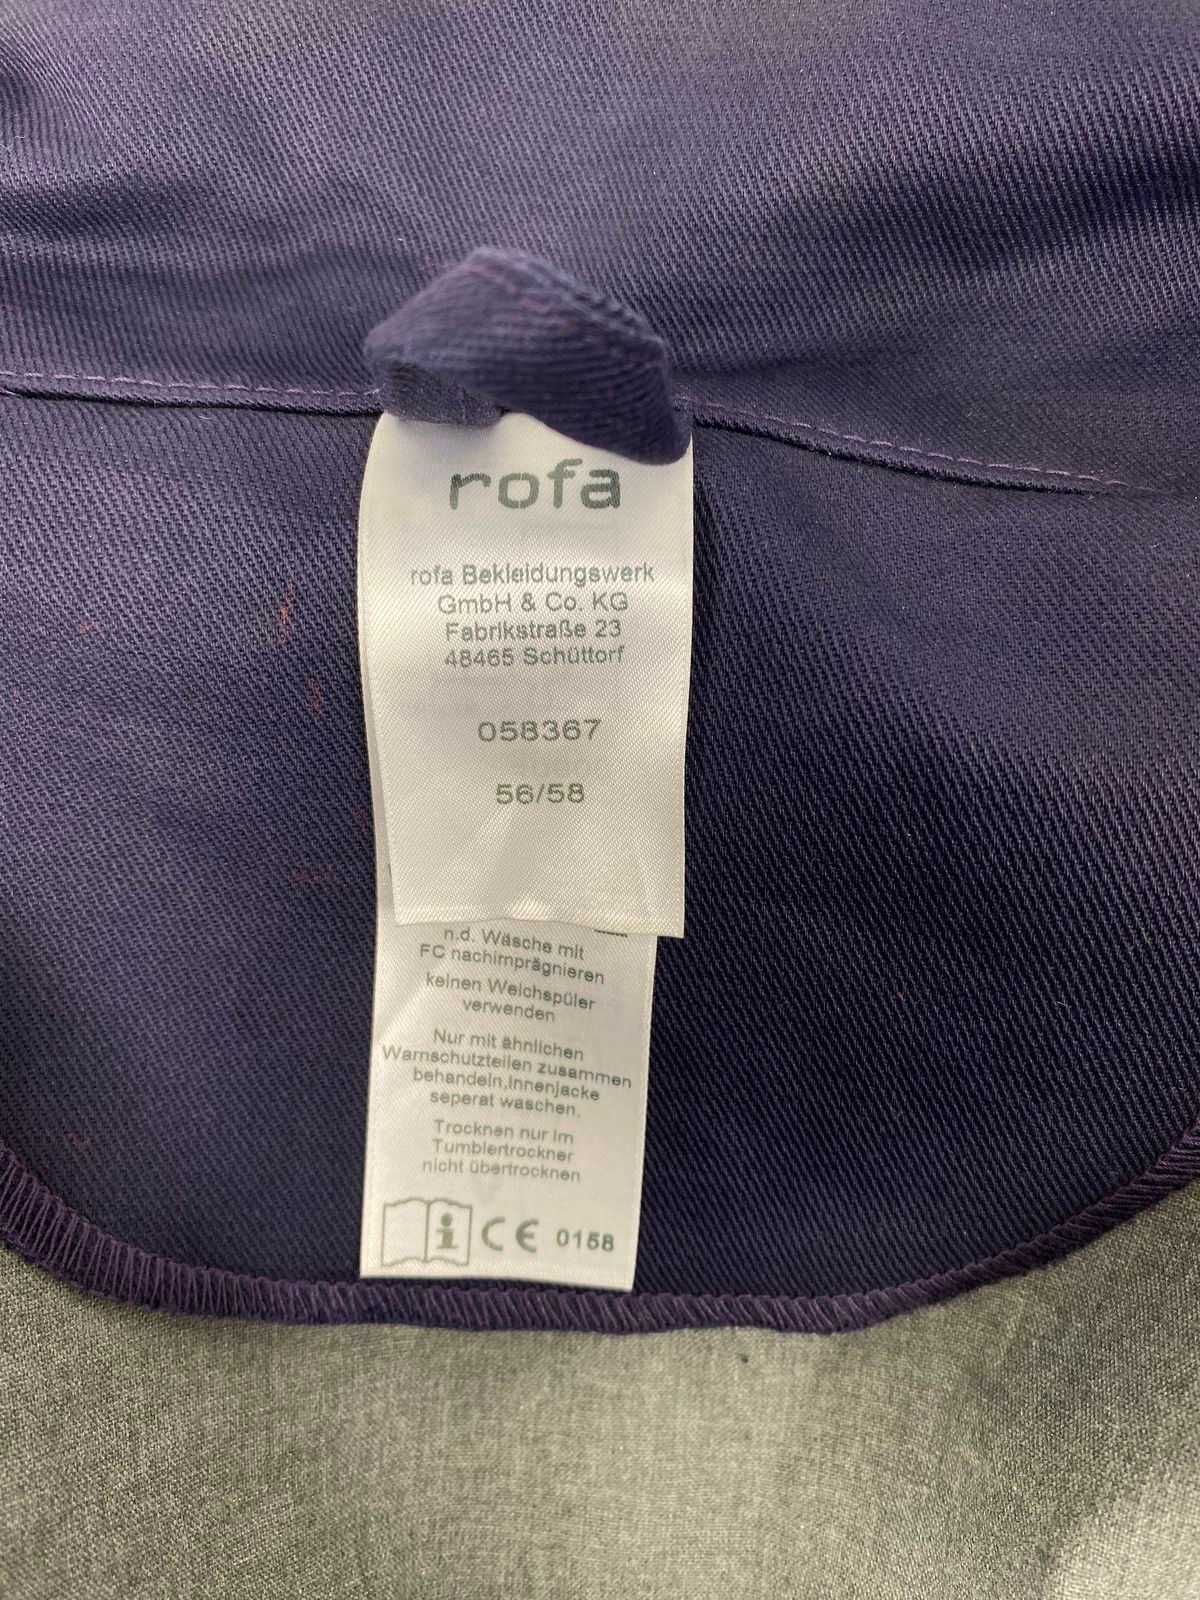 rofa
rofa Bekleidungswerk
GmbH & Co. KG
Fabrikstraße 23
48465 Schüttorf
058367
56/58
n.d. Wäsche mit
FC nachimprägnieren
keinen Weichspüler
verwenden
Nur mit ähnlichen
Warnschutzteilen zusammen
behandeln,Innenjacke
seperat waschen.
Trocknen nur im
Tumblertrockner
nicht übertrocknen
i CE 0158